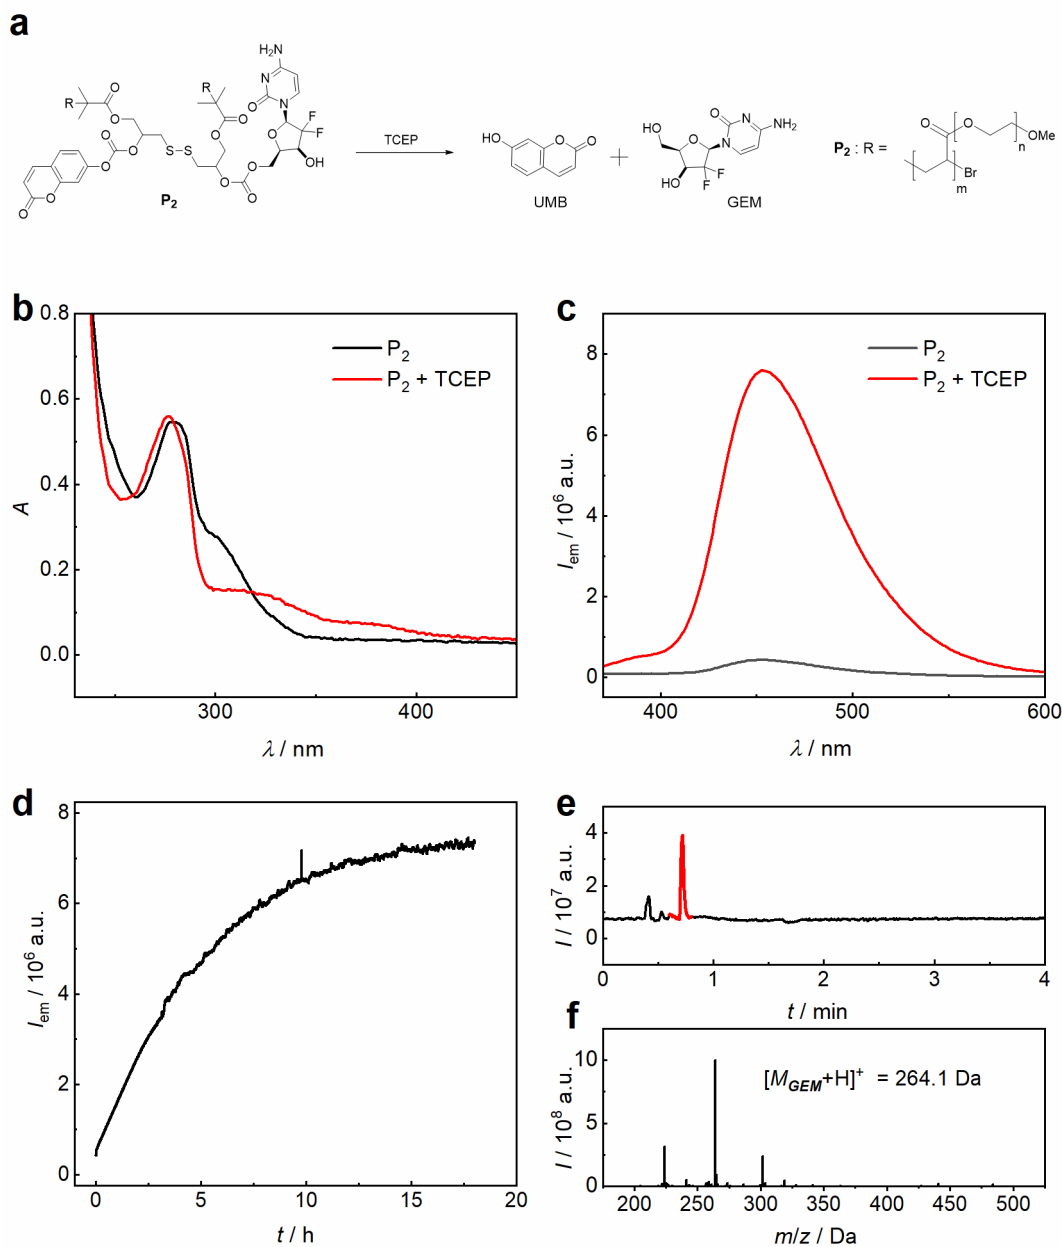 a
H₂N
N
O
N
R
O
O
R
O
O
O
F
F
O
O
S-S
OH
O
O
O
O
O
O
O
O
P₂
TCEP
HO
O
O
UMB
+
O
N
NH₂
HO
O
N
HO
F
F
GEM
P₂ : R =
O
O
O
OMe
n
Br
m
b
0.8
0.6
0.4
0.2
0.0
A
P₂
P₂ + TCEP
300
400
λ / nm
c
8
6
4
2
0
Iem / 10⁶ a.u.
P₂
P₂ + TCEP
400
500
600
λ / nm
d
8
6
4
2
0
Iem / 10⁶ a.u.
0
5
10
15
20
t / h
e
4
2
0
I / 10⁷ a.u.
0
1
2
3
4
t / min
f
10
5
0
I / 10⁸ a.u.
[MGEM+H]⁺ = 264.1 Da
200
250
300
350
400
450
500
m/z / Da